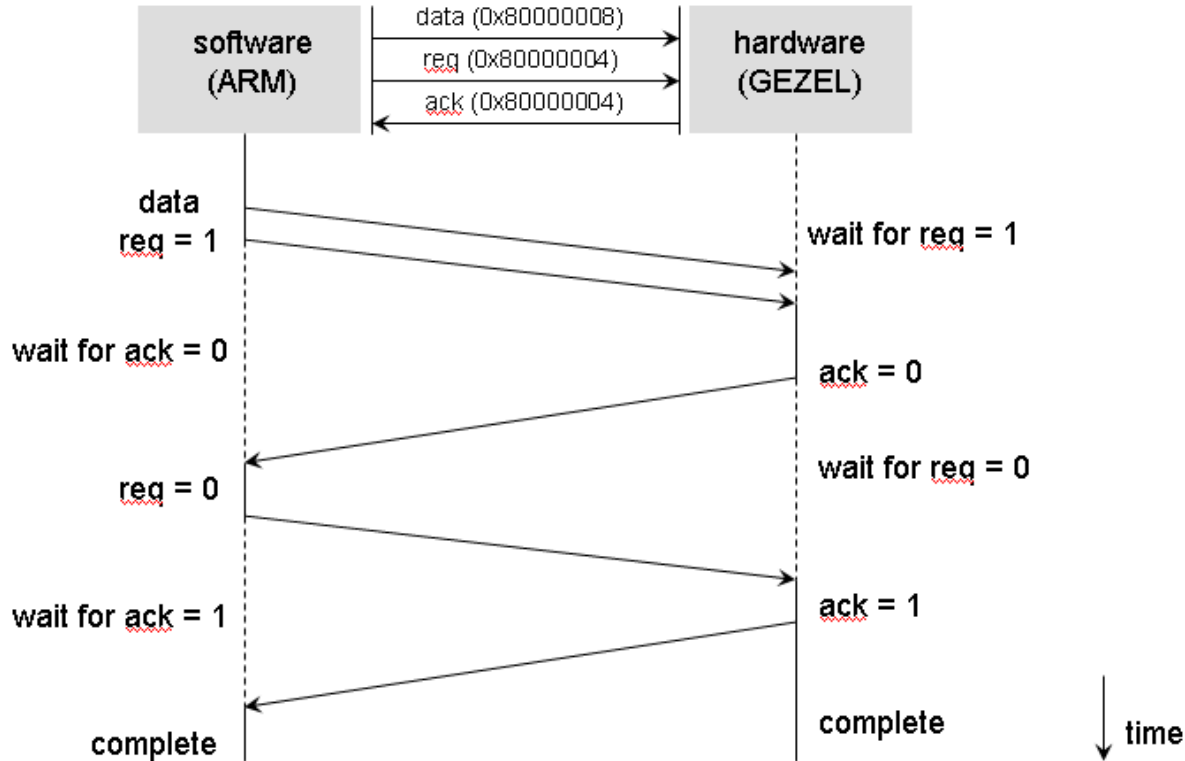 software
(ARM)
data (0x80000008)
req (0x80000004)
ack (0x80000004)
hardware
(GEZEL)
data
req = 1
wait for req = 1
wait for ack = 0
ack = 0
req = 0
wait for req = 0
wait for ack = 1
ack = 1
complete
complete
time